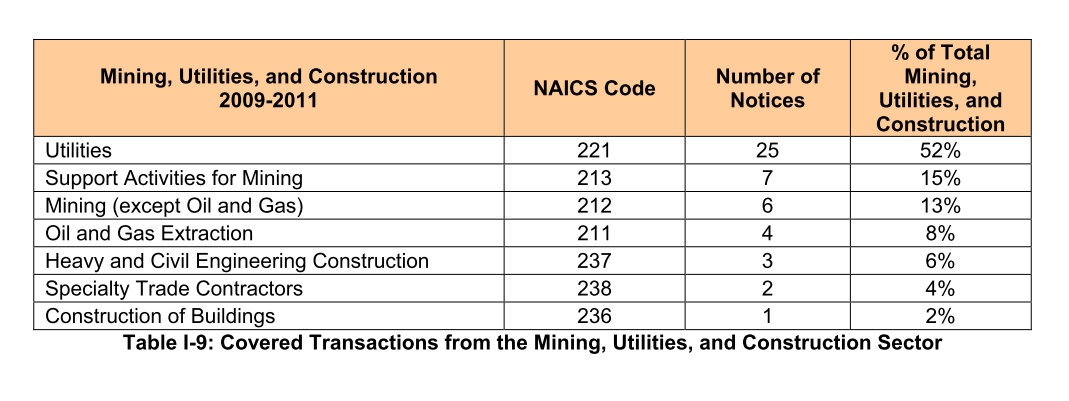 Mining, Utilities, and Construction
2009-2011
NAICS Code
Number of
Notices
% of Total
Mining,
Utilities, and
Construction
Utilities 221 25 52%
Support Activities for Mining 213 7 15%
Mining (except Oil and Gas) 212 6 13%
Oil and Gas Extraction 211 4 8%
Heavy and Civil Engineering Construction 237 3 6%
Specialty Trade Contractors 238 2 4%
Construction of Buildings 236 1 2%
Table I-9: Covered Transactions from the Mining, Utilities, and Construction Sector